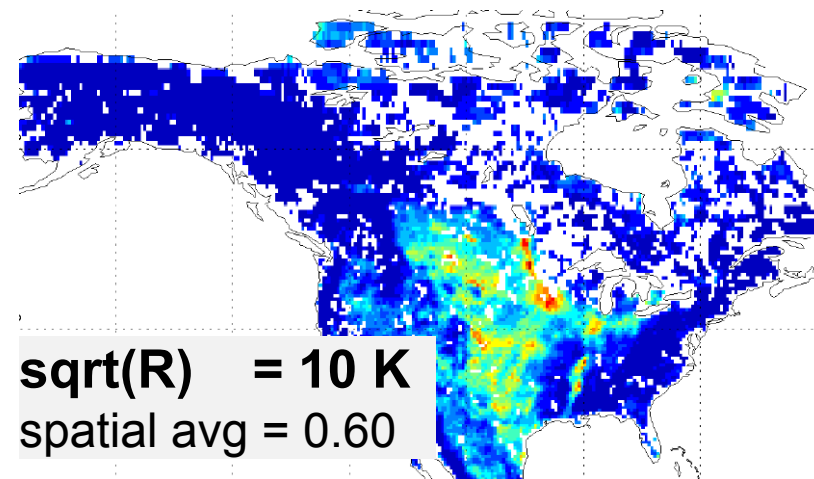 sqrt(R) = 10 K
spatial avg = 0.60